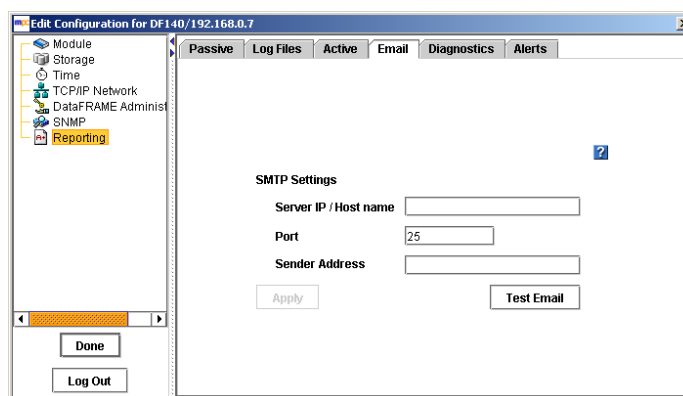 Edit Configuration for DF140/192.168.0.7
Module
Storage
Time
TCP/IP Network
DataFRAME Administ
SNMP
Reporting
Done
Log Out
Passive Log Files Active Email Diagnostics Alerts
?
SMTP Settings
Server IP / Host name
Port 25
Sender Address
Apply Test Email